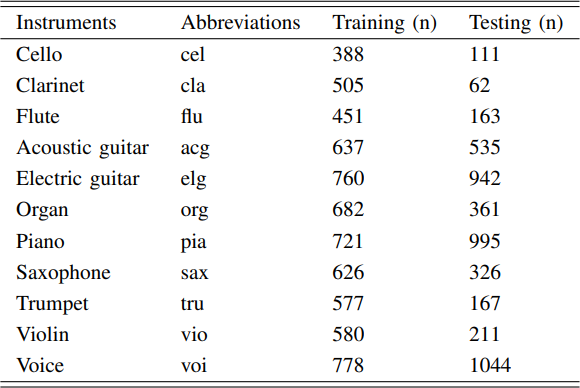 Instruments Abbreviations Training (n) Testing (n)
Cello cel 388 111
Clarinet cla 505 62
Flute flu 451 163
Acoustic guitar acg 637 535
Electric guitar elg 760 942
Organ org 682 361
Piano pia 721 995
Saxophone sax 626 326
Trumpet tru 577 167
Violin vio 580 211
Voice voi 778 1044